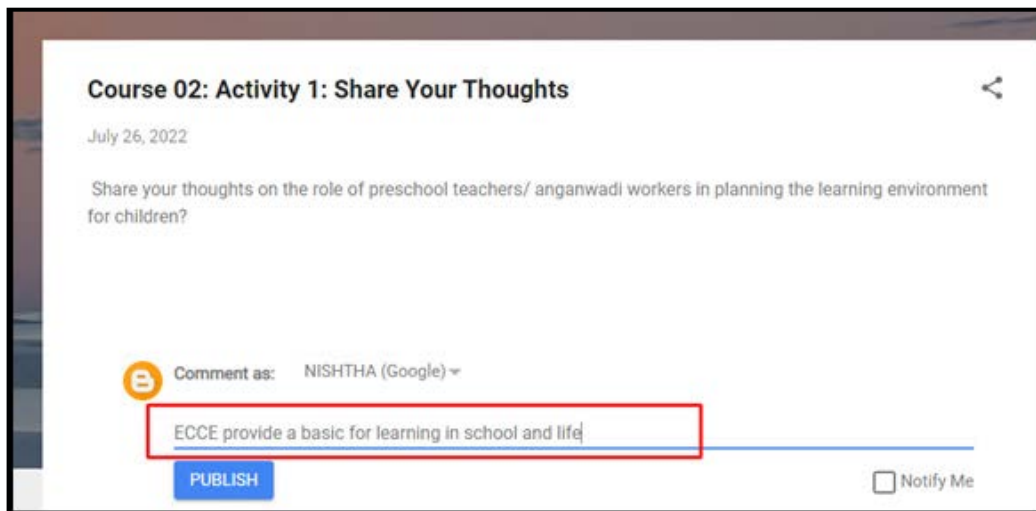 Course 02: Activity 1: Share Your Thoughts
July 26, 2022
Share your thoughts on the role of preschool teachers/ anganwadi workers in planning the learning environment
for children?
Comment as: NISHTHA (Google)
ECCE provide a basic for learning in school and life
PUBLISH Notify Me